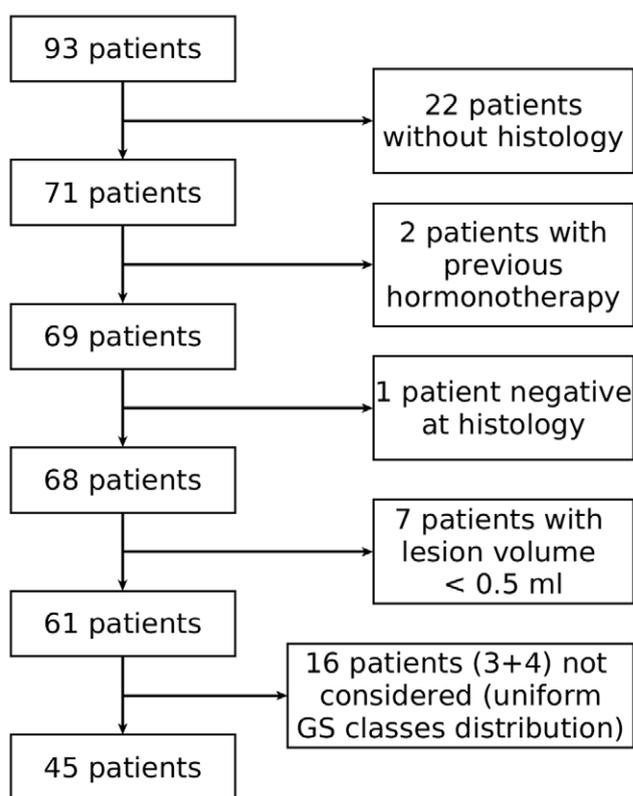 93 patients
22 patients
without histology
71 patients
2 patients with
previous
hormonotherapy
69 patients
1 patient negative
at histology
68 patients
7 patients with
lesion volume
< 0.5 ml
61 patients
16 patients (3+4) not
considered (uniform
GS classes distribution)
45 patients